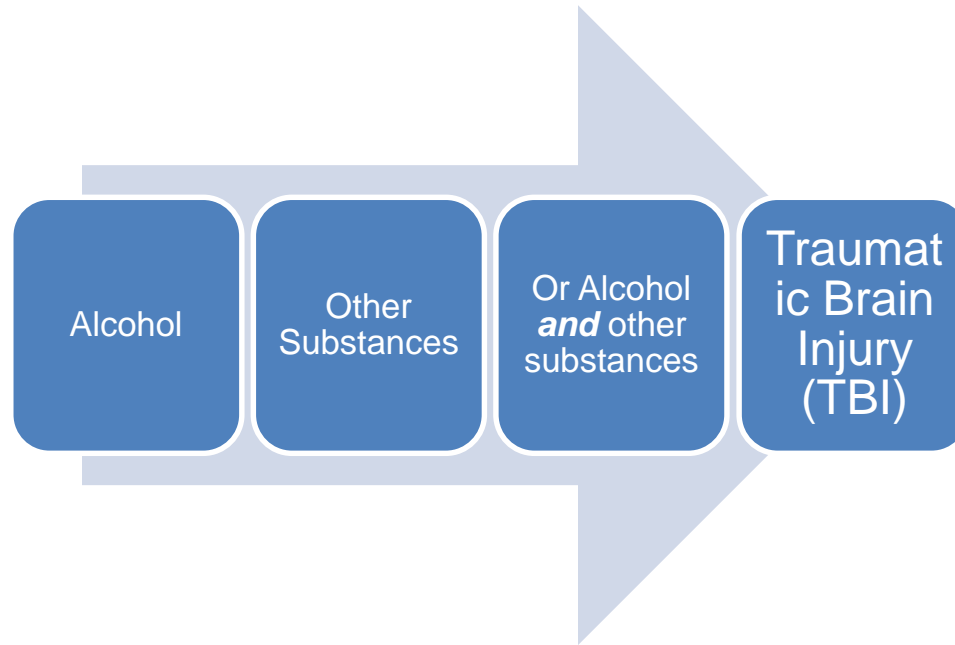 Alcohol
Other
Substances
Or Alcohol
and other
substances
Traumat
ic Brain
Injury
(TBI)